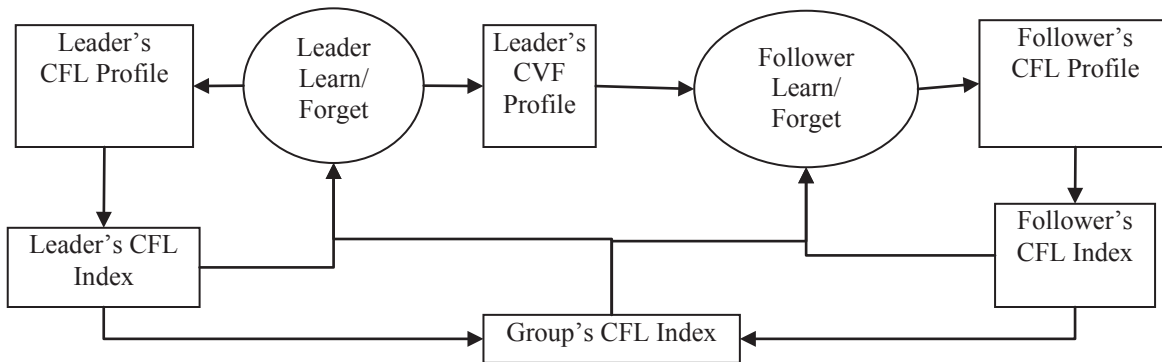 Leader's
CFL Profile
Leader
Learn/
Forget
Leader's
CVF
Profile
Follower
Learn/
Forget
Follower's
CFL Profile
Leader's CFL
Index
Group's CFL Index
Follower's
CFL Index